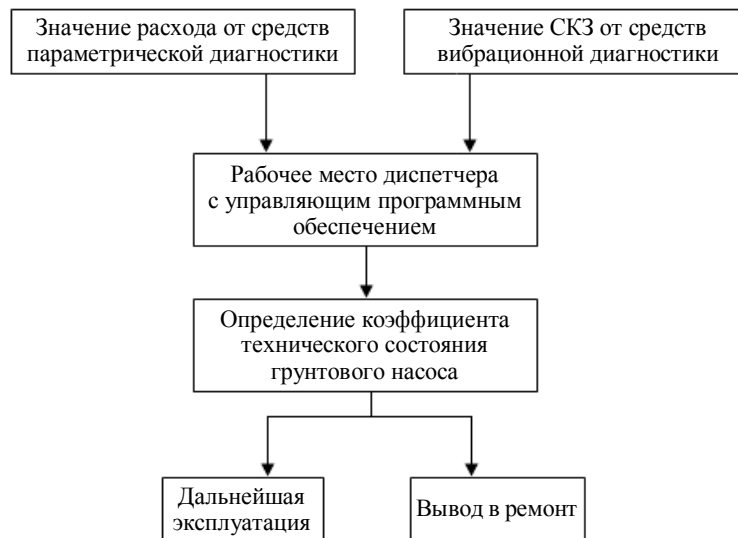 Значение расхода от средств
параметрической диагностики
Значение СКЗ от средств
вибрационной диагностики
Рабочее место диспетчера
с управляющим программным
обеспечением
Определение коэффициента
технического состояния
грунтового насоса
Дальнейшая
эксплуатация
Вывод в ремонт